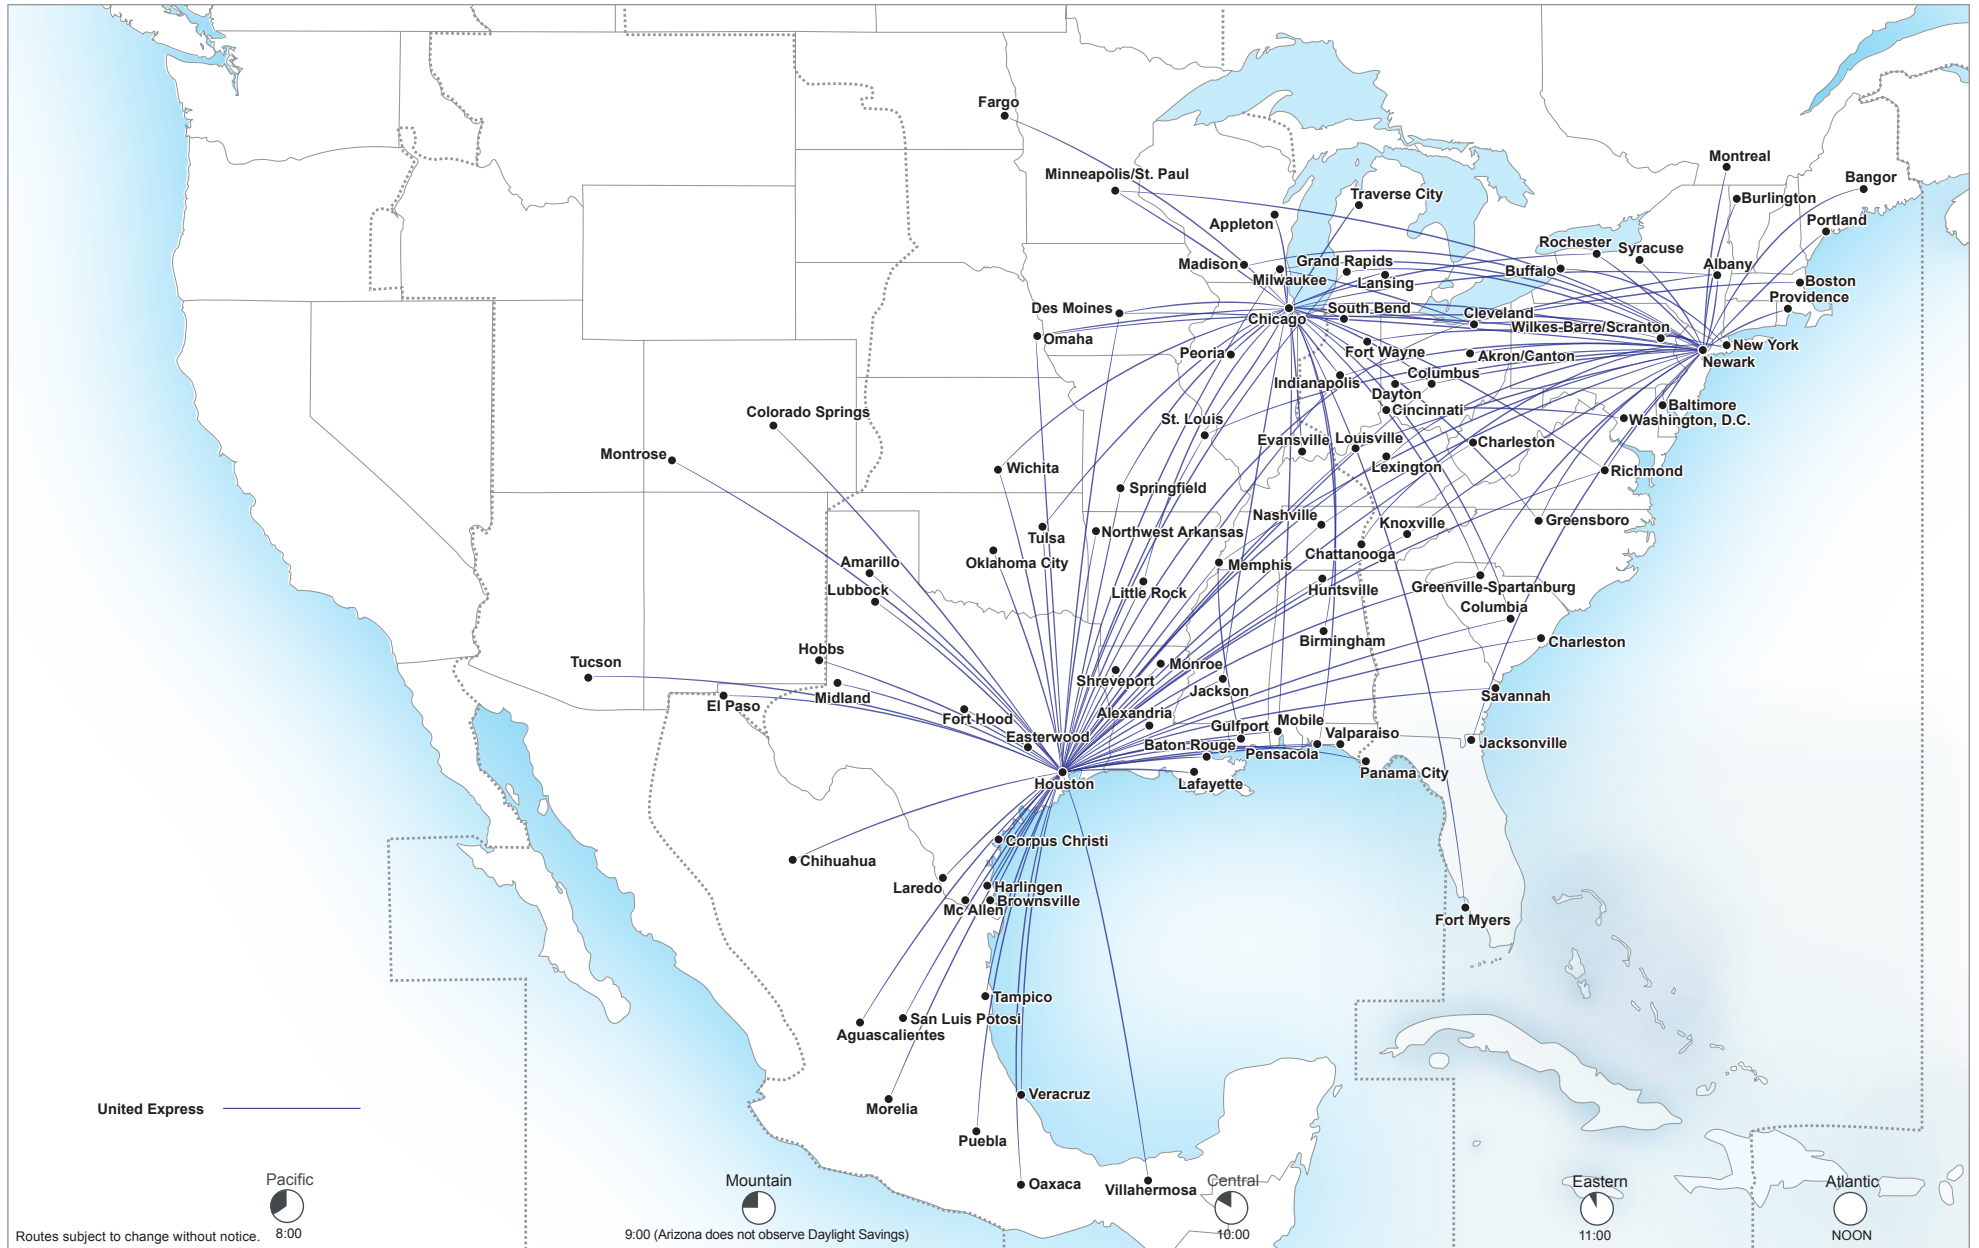 Fargo
Montreal
Minneapolis/St. Paul
Bangor
Traverse City
Burlington
Appleton
Portland
Rochester
Syracuse
Madison
Grand Rapids
Albany
Buffalo
Milwaukee
Lansing
Boston
Providence
Des Moines
South Bend
Chicago
Cleveland
Wilkes-Barre/Scranton
Omaha
New York
Peoria
Fort Wayne
Akron/Canton
Newark
Columbus
Indianapolis
Dayton
Colorado Springs
Cincinnati
Baltimore
St. Louis
Washington, D.C.
Evansville
Louisville
Charleston
Montrose
Wichita
Lexington
Richmond
Springfield
Nashville
Knoxville
Greensboro
Northwest Arkansas
Tulsa
Chattanooga
Amarillo
Oklahoma City
Memphis
Lubbock
Little Rock
Huntsville
Greenville-Spartanburg
Columbia
Birmingham
Charleston
Hobbs
Tucson
Monroe
Shreveport
Jackson
Savannah
Midland
El Paso
Fort Hood
Alexandria
Gulfport
Mobile
Easterwood
Valparaiso
Baton Rouge
Pensacola
Jacksonville
Panama City
Houston
Lafayette
Corpus Christi
Chihuahua
Laredo
Harlingen
Mc Allen
Brownsville
Fort Myers
Tampico
San Luis Potosi
Aguascalientes
Veracruz
United Express
Morelia
Puebla
Oaxaca
Villahermosa
Pacific
Mountain
Central
Eastern
Atlantic
Routes subject to change without notice.
8:00
9:00 (Arizona does not observe Daylight Savings)
10:00
11:00
NOON